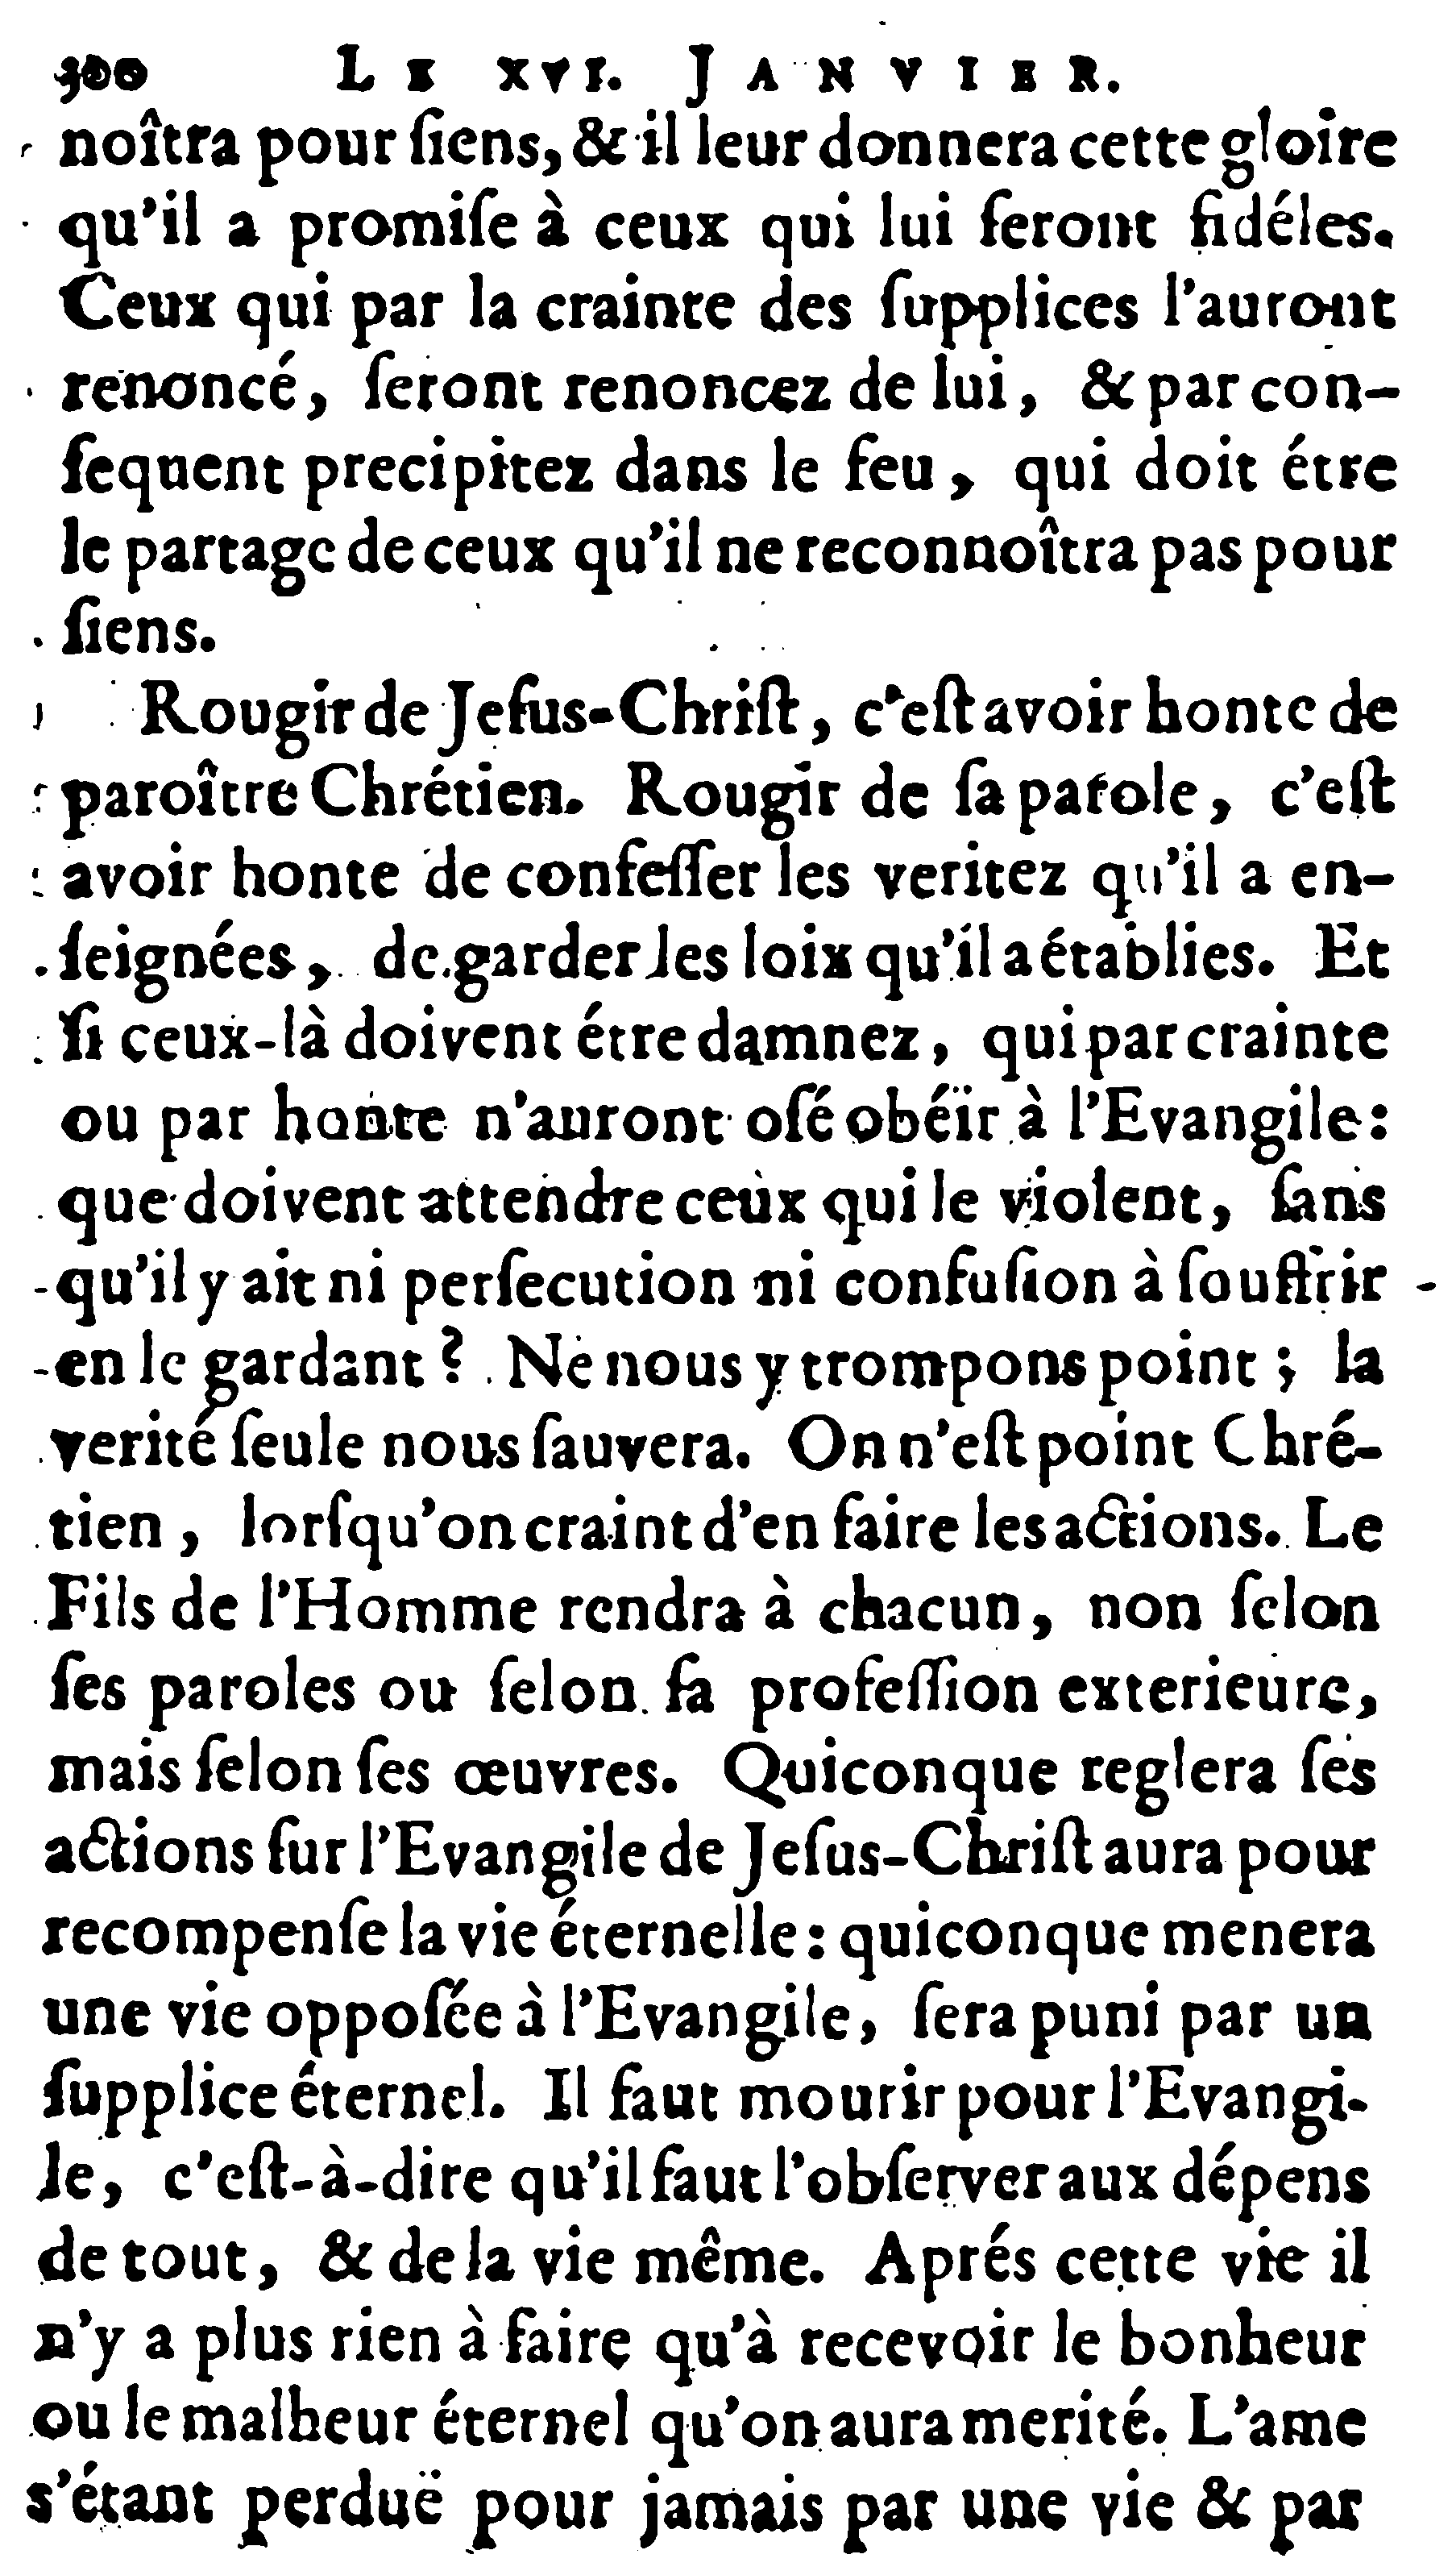 300 LE XVI. JANVIER.
noîtra pour ſiens, & il leur donnera cette gloire
qu'il a promiſe à ceux qui lui ſeront fidéles.
Ceux qui par la crainte des ſupplices l'auront
renoncé, ſeront renoncez de lui, & par con-
ſequent precipitez dans le feu, qui doit étre
le partage de ceux qu'il ne reconnoîtra pas pour
ſiens.
Rougir de Jeſus-Chriſt, c'eſt avoir honte de
paroître Chrétien. Rougir de ſa parole, c'eſt
avoir honte de confeſſer les veritez qu'il a en-
ſeignées, de garder les loix qu'il a établies. Et
ſi ceux-là doivent étre damnez, qui par crainte
ou par honte n'auront oſé obéïr à l'Evangile:
que doivent attendre ceux qui le violent, ſans
qu'il y ait ni perſecution ni confuſion à ſouffrir
en le gardant? Ne nous y trompons point; la
verité ſeule nous ſauvera. On n'eſt point Chré-
tien, lorſqu'on craint d'en faire les actions. Le
Fils de l'Homme rendra à chacun, non ſelon
ſes paroles ou ſelon ſa profeſſion exterieure,
mais ſelon ſes œuvres. Quiconque reglera ſes
actions ſur l'Evangile de Jeſus-Chriſt aura pour
recompenſe la vie éternelle: quiconque menera
une vie oppoſée à l'Evangile, ſera puni par un
ſupplice éternel. Il faut mourir pour l'Evangi-
le, c'eſt-à-dire qu'il faut l'obſerver aux dépens
de tout, & de la vie même. Aprés cette vie il
n'y a plus rien à faire qu'à recevoir le bonheur
ou le malheur éternel qu'on aura merité. L'ame
s'étant perduë pour jamais par une vie & par